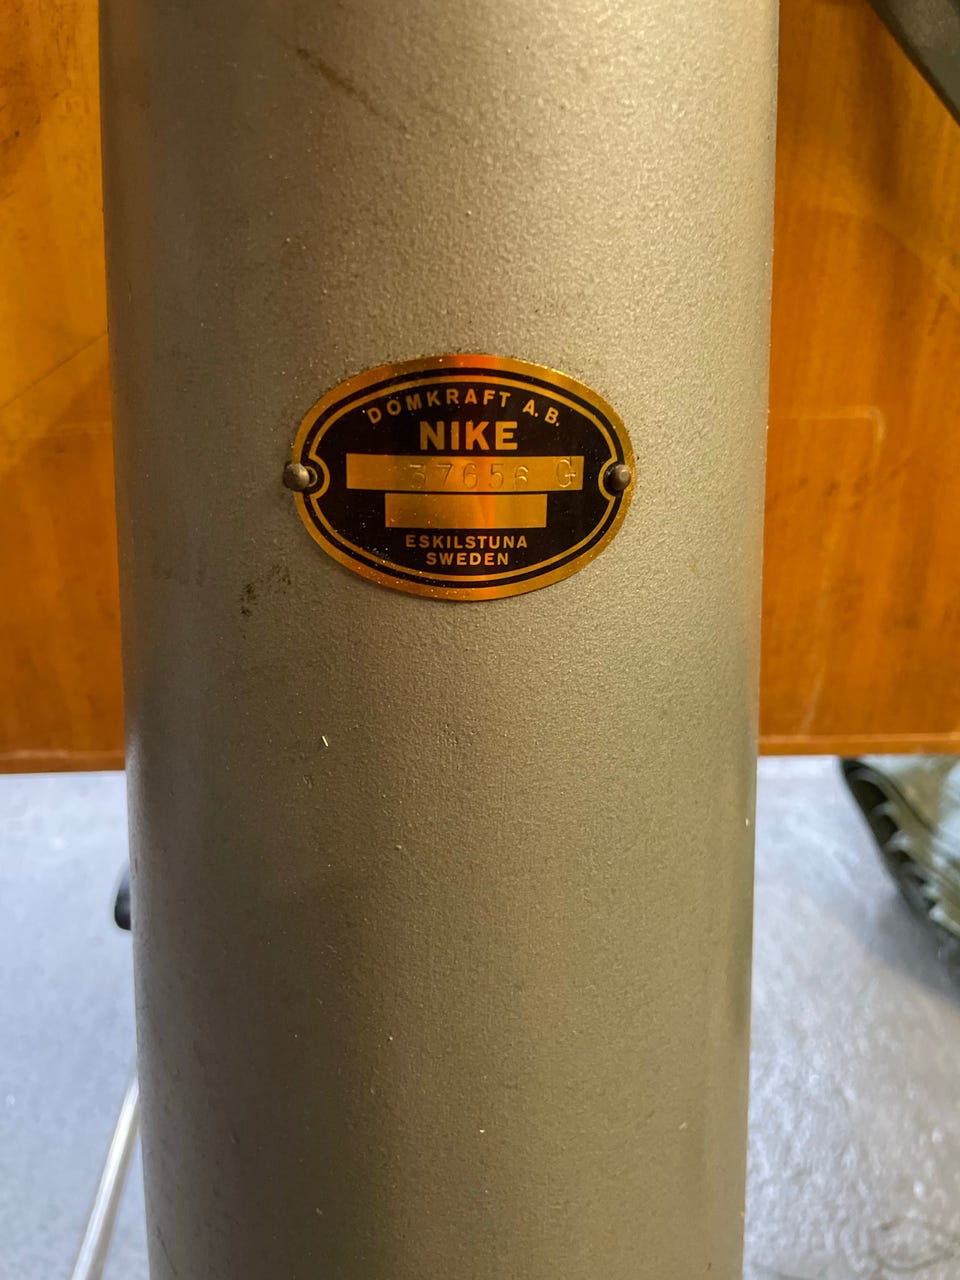 DOMKRAFT A.B.
NIKE
37656 G
ESKILSTUNA
SWEDEN